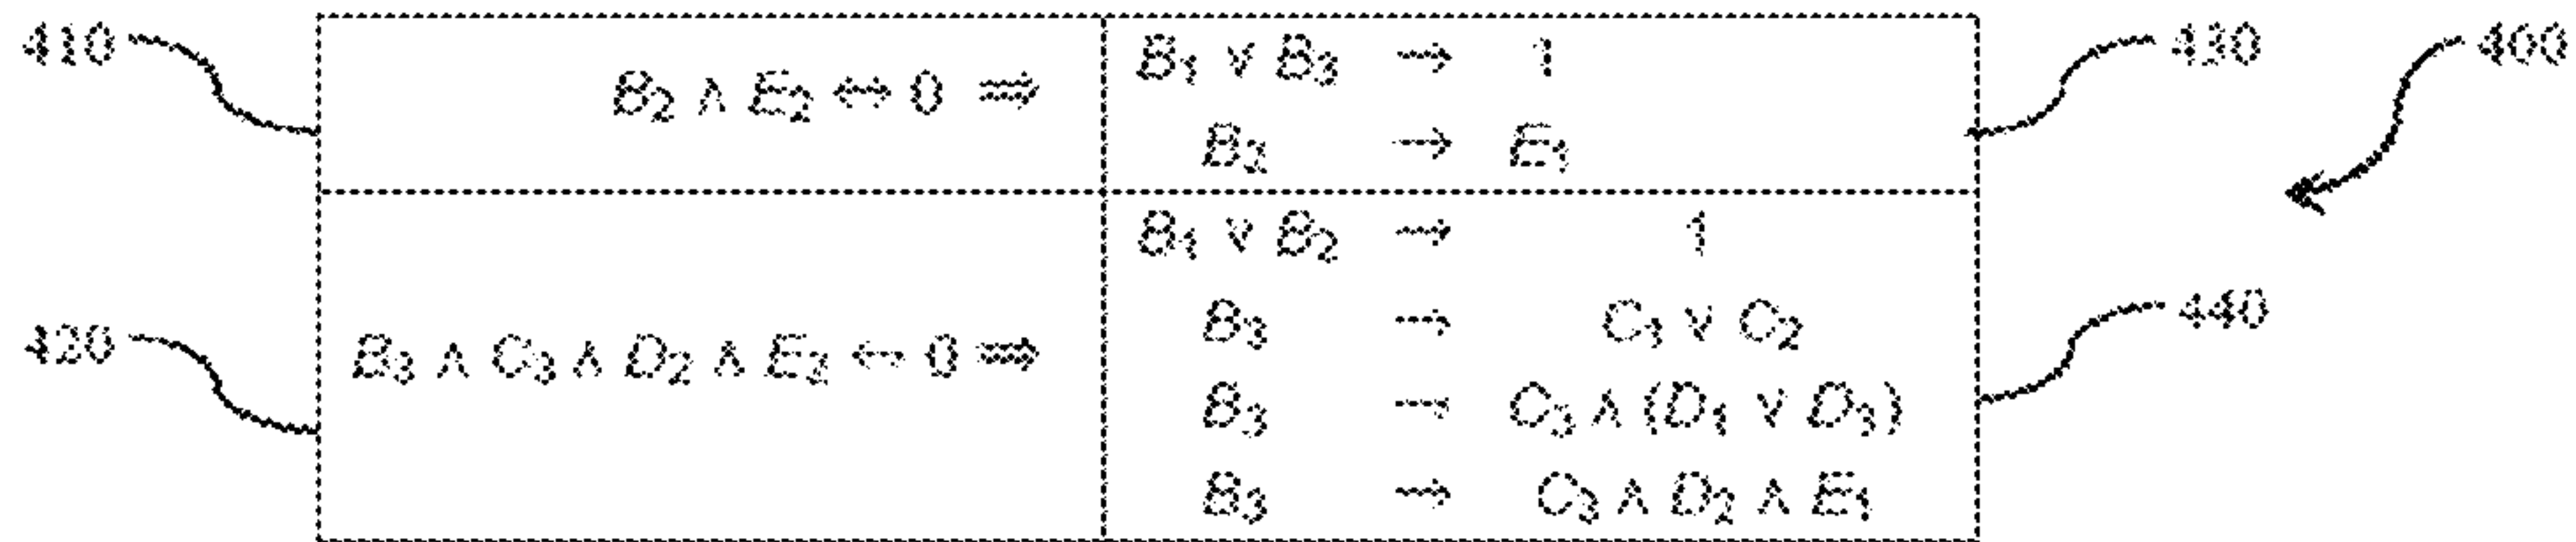 410 B₂ ∧ E₂ ↔ 0 ⇒ B₁ ∨ B₃ → 1 430 400
B₂ → E₁
B₁ ∨ B₂ → 1
B₃ → C₁ ∨ C₂ 440
420 B₃ ∧ C₃ ∧ D₂ ∧ E₂ ↔ 0 ⇒
B₃ → C₃ ∧ (D₁ ∨ D₃)
B₃ → C₃ ∧ D₂ ∧ E₁